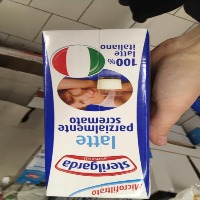 Microfiltrato
sterilgarda
latte
parzialmente
scremato
100%
latte
italiano